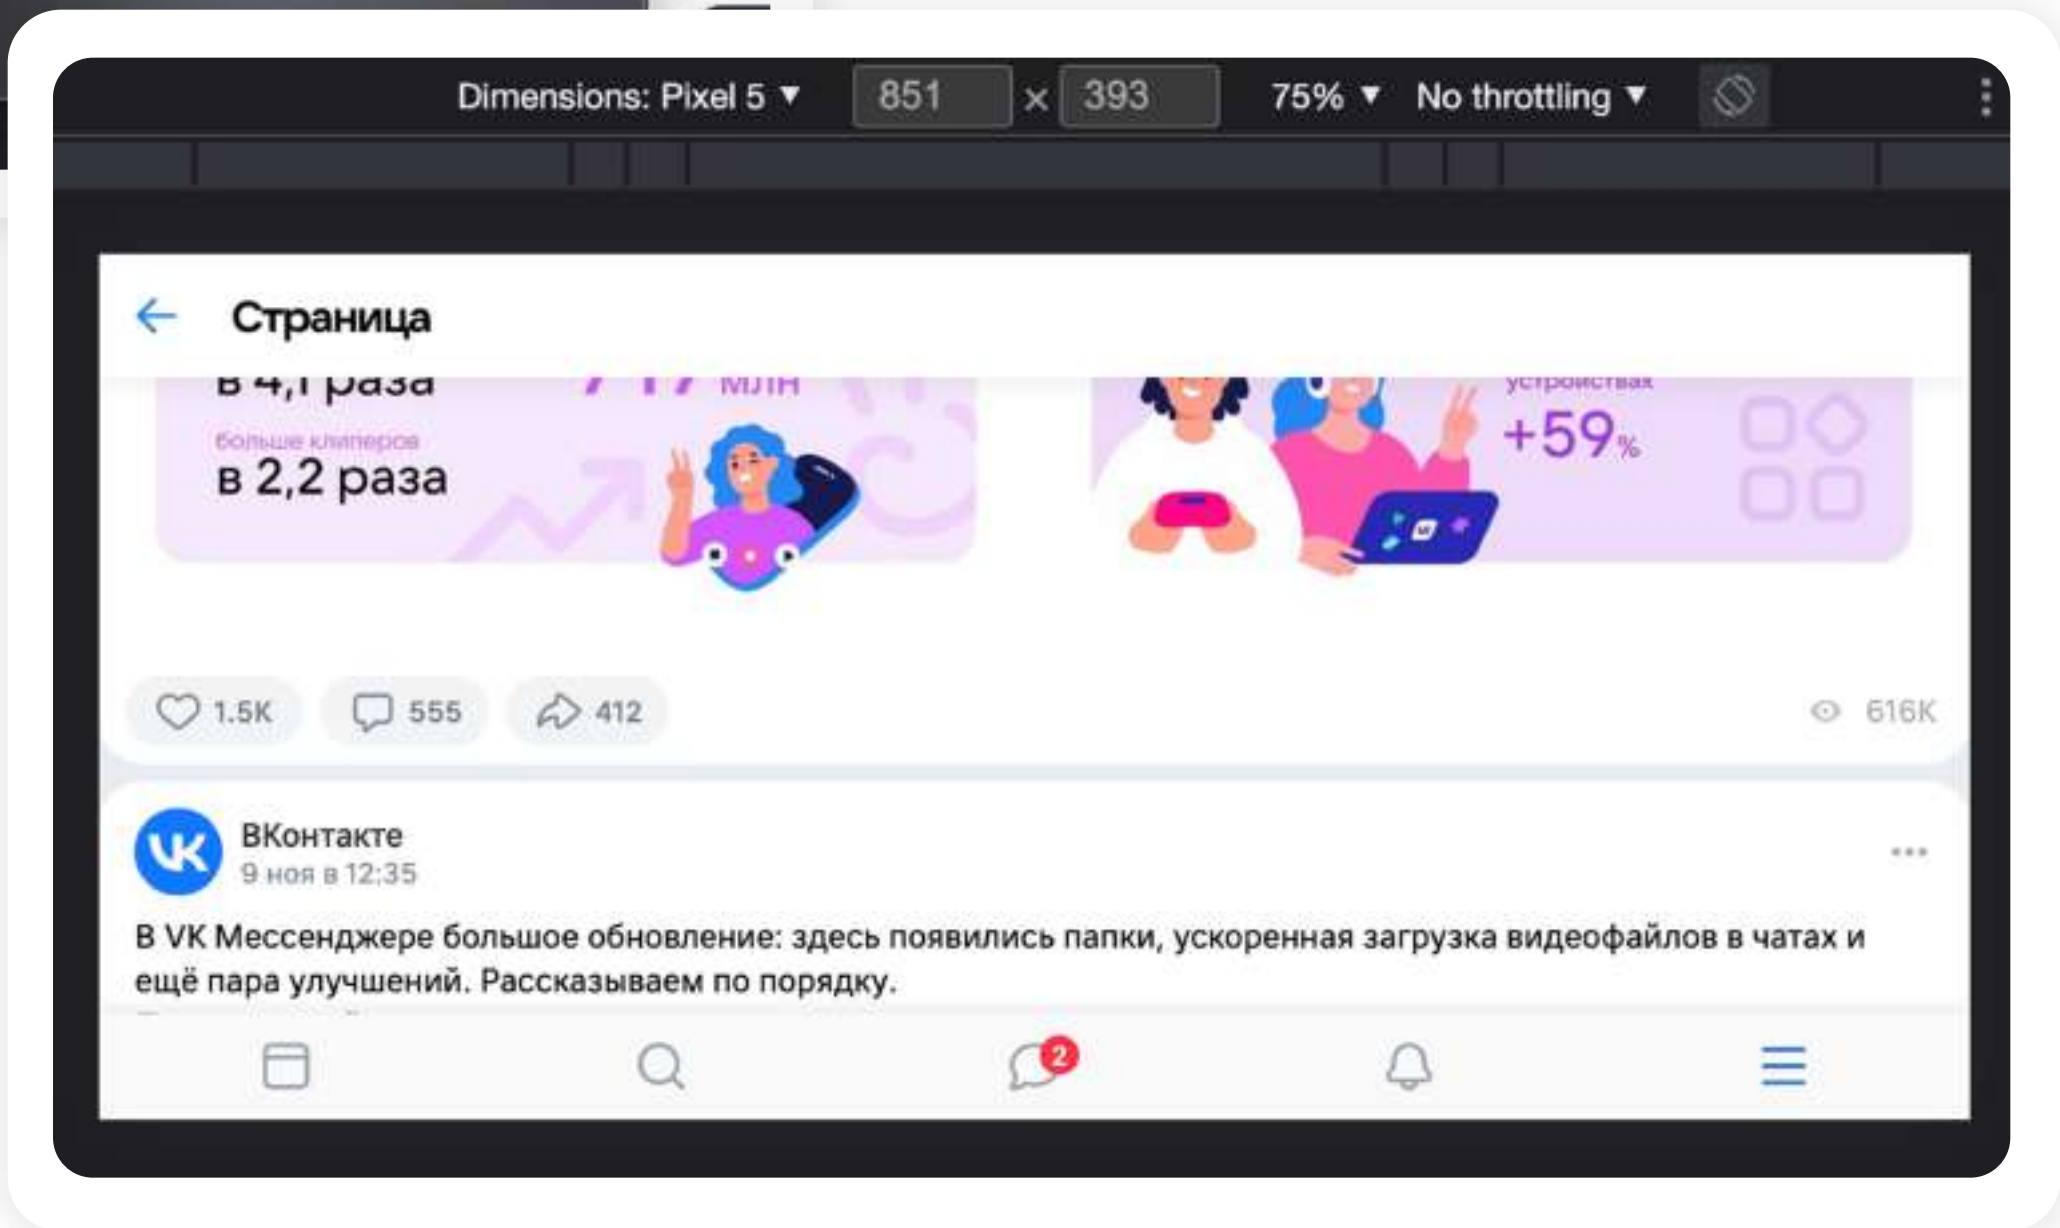 Dimensions: Pixel 5 ▼ 851 × 393 75% ▼ No throttling ▼
Страница
в 4,1 раза
млн
устройствах
+59%
больше клиперов
в 2,2 раза
1.5K 555 412 616K
VK
ВКонтакте
9 ноя в 12:35
В VK Мессенджере большое обновление: здесь появились папки, ускоренная загрузка видеофайлов в чатах и
ещё пара улучшений. Рассказываем по порядку.
2